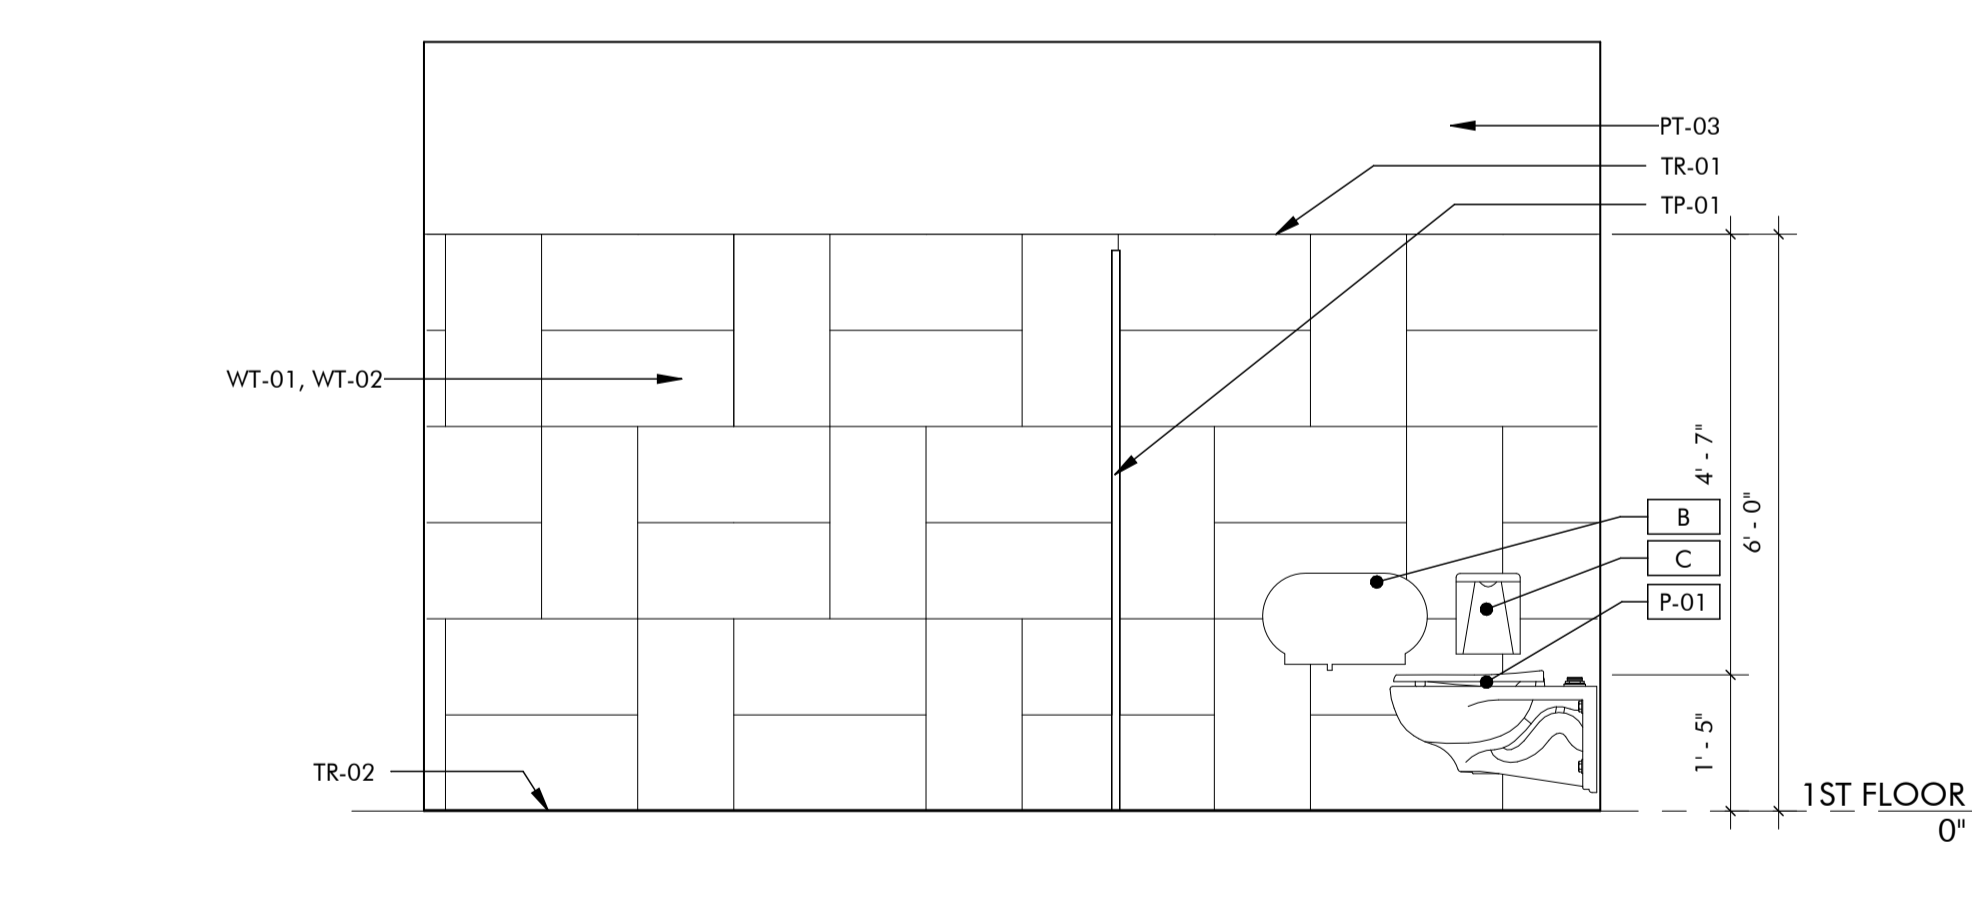 PT-03
TR-01
TP-01
WT-01, WT-02
4' - 7"
6' - 0"
B
C
P-01
1' - 5"
TR-02
1ST FLOOR
0"